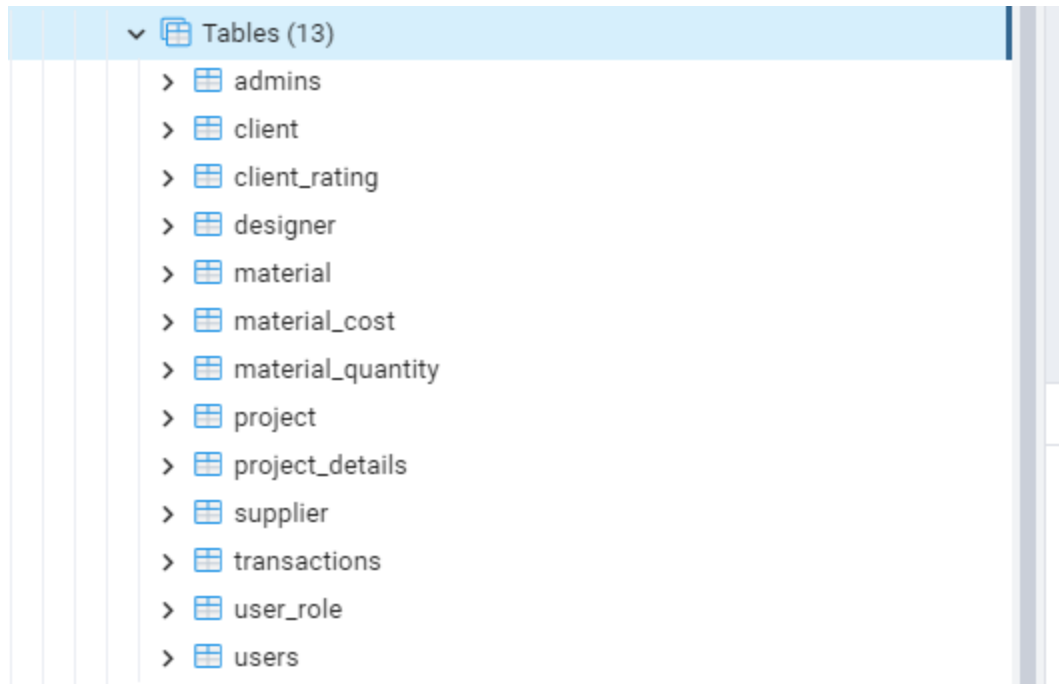 Tables (13)
admins
client
client_rating
designer
material
material_cost
material_quantity
project
project_details
supplier
transactions
user_role
users